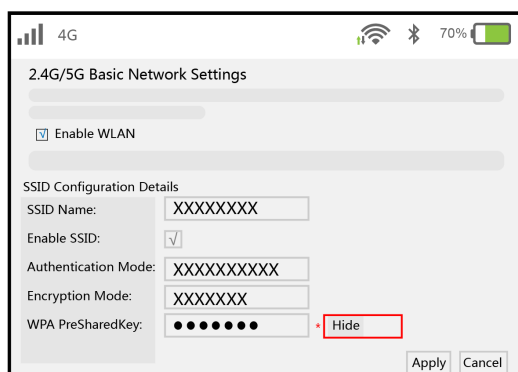 4G 70%
2.4G/5G Basic Network Settings
√ Enable WLAN
SSID Configuration Details
SSID Name: XXXXXXXX
Enable SSID: √
Authentication Mode: XXXXXXXXXX
Encryption Mode: XXXXXXX
WPA PreSharedKey: ●●●●●●● * Hide
Apply Cancel